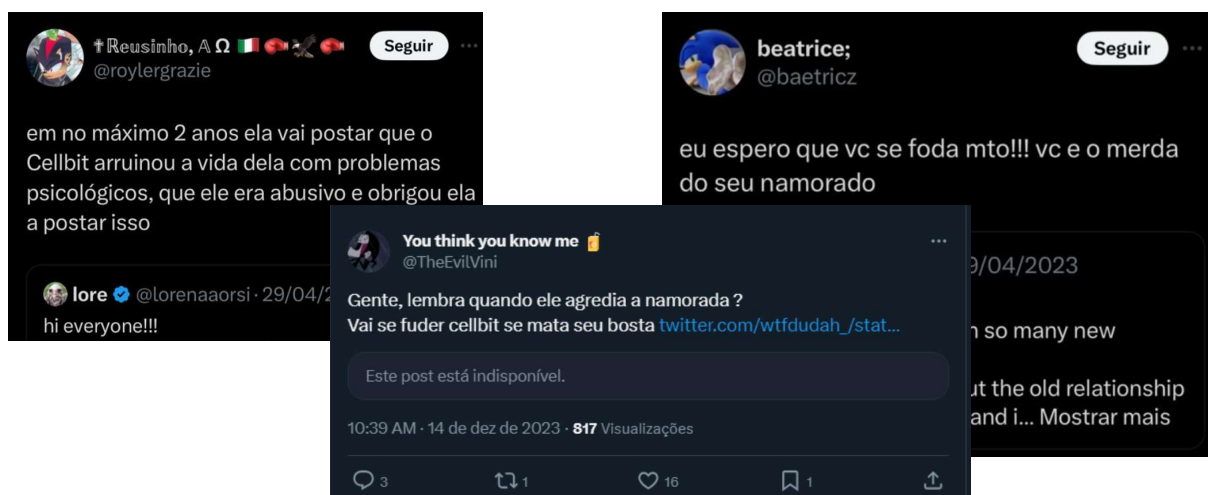 ✝ℝeusinho, 𝔸 Ω 🇮🇹 🥊 🦅 🥊
Seguir
@roylergrazie
em no máximo 2 anos ela vai postar que o
Cellbit arruinou a vida dela com problemas
psicológicos, que ele era abusivo e obrigou ela
a postar isso
lore @lorenaaorsi · 29/04/2
hi everyone!!!
beatrice;
Seguir
@baetricz
eu espero que vc se foda mto!!! vc e o merda
do seu namorado
9/04/2023
so many new
the old relationship
and i... Mostrar mais
You think you know me 🧃
@TheEvilVini
Gente, lembra quando ele agredia a namorada ?
Vai se fuder cellbit se mata seu bosta twitter.com/wtfdudah_/stat...
Este post está indisponível.
10:39 AM · 14 de dez de 2023 · 817 Visualizações
3 1 16 1